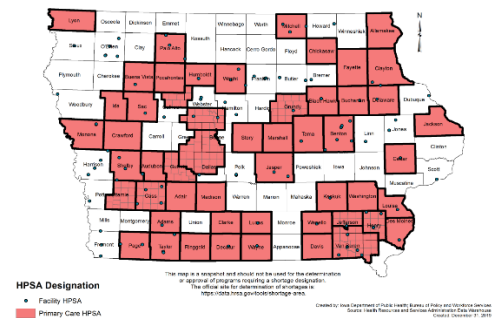 Lyon Osceola Dickinson Emmet Winnebago Worth Mitchell Howard Winneshiek Allamakee
Kossuth
Sioux O'Brien Clay Palo Alto Hancock Cerro Gordo Floyd Chickasaw
Fayette Clayton
Plymouth Cherokee Buena Vista Pocahontas Humboldt Wright Franklin Butler Bremer
Woodbury Ida Sac Webster Hamilton Hardin Grundy Black Hawk Buchanan Delaware Dubuque
Jackson
Monona Crawford Carroll Greene Story Marshall Tama Benton Linn Jones
Clinton
Harrison Shelby Audubon Guthrie Dallas Polk Jasper Poweshiek Iowa Johnson Cedar Scott
Muscatine
Cass Adair Madison Warren Marion Mahaska Keokuk Washington
Louisa
Mills Montgomery Adams Union Clarke Lucas Monroe Wapello Jefferson Henry Des Moines
Fremont Page Taylor Ringgold Decatur Wayne Appanoose Davis Van Buren
N
This map is a snapshot and should not be used for the determination
or approval of programs requiring a shortage designation.
The official site for determination of shortages is:
https://data.hrsa.gov/tools/shortage-area.
HPSA Designation
Facility HPSA
Primary Care HPSA
Created by: Iowa Department of Public Health, Bureau of Policy and Workforce Services
Source: Health Resources and Services Administration Data Warehouse
Created: December 31, 2019